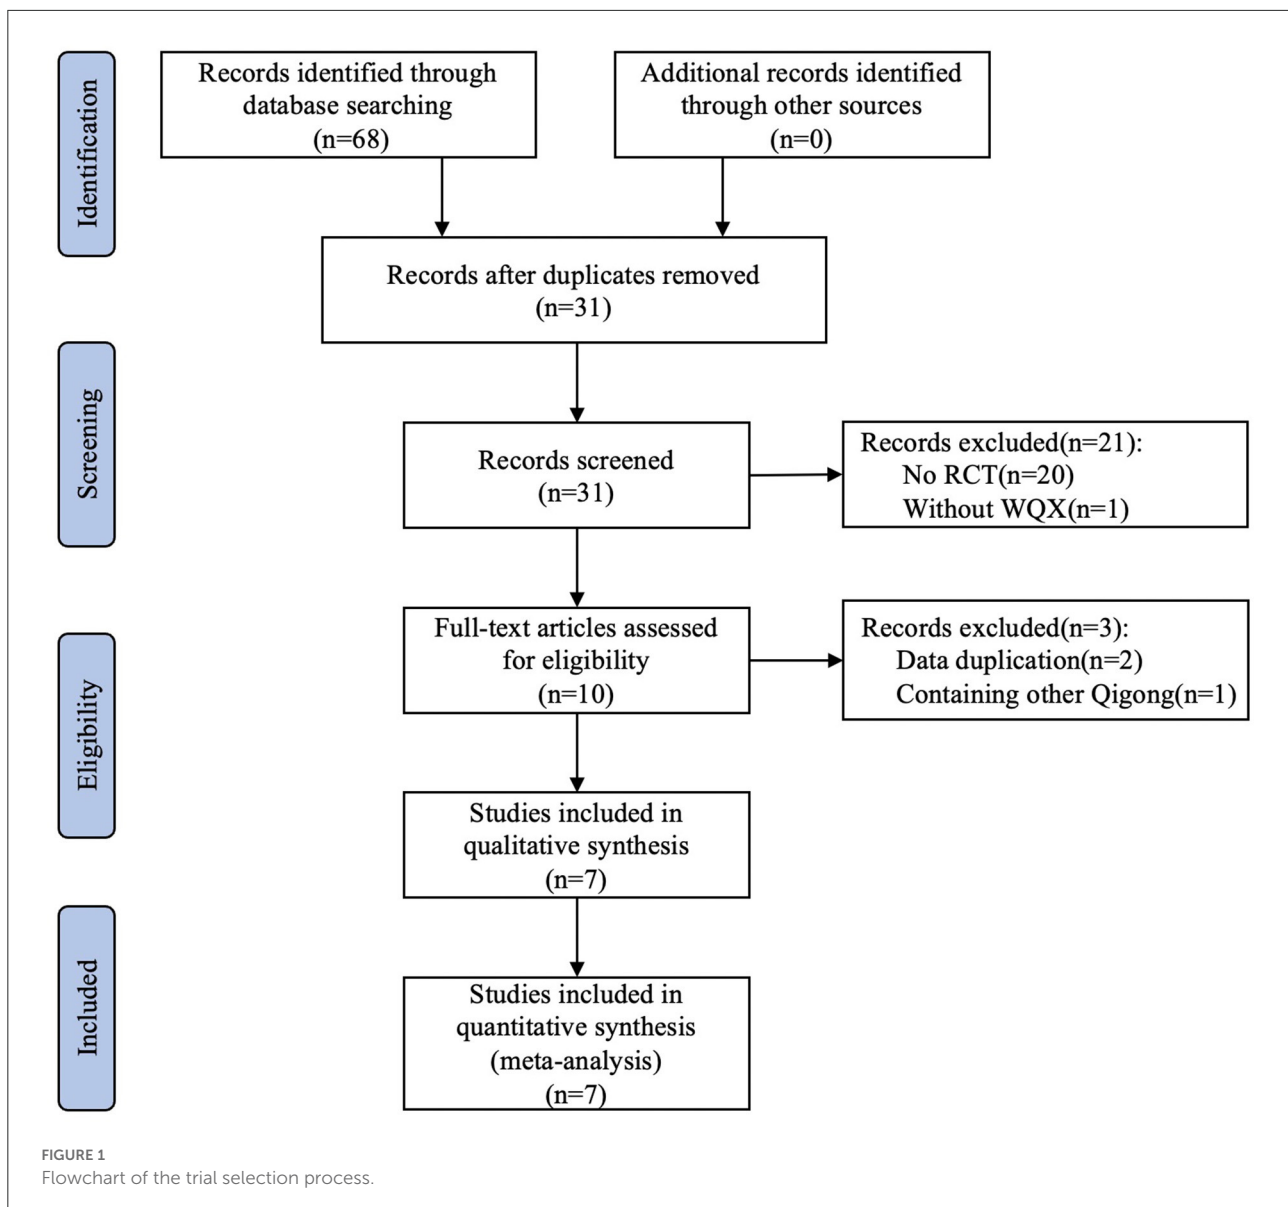 Identification
Records identified through
database searching
(n=68)
Additional records identified
through other sources
(n=0)
Records after duplicates removed
(n=31)
Screening
Records screened
(n=31)
Records excluded(n=21):
No RCT(n=20)
Without WQX(n=1)
Eligibility
Full-text articles assessed
for eligibility
(n=10)
Records excluded(n=3):
Data duplication(n=2)
Containing other Qigong(n=1)
Studies included in
qualitative synthesis
(n=7)
Included
Studies included in
quantitative synthesis
(meta-analysis)
(n=7)
FIGURE 1
Flowchart of the trial selection process.